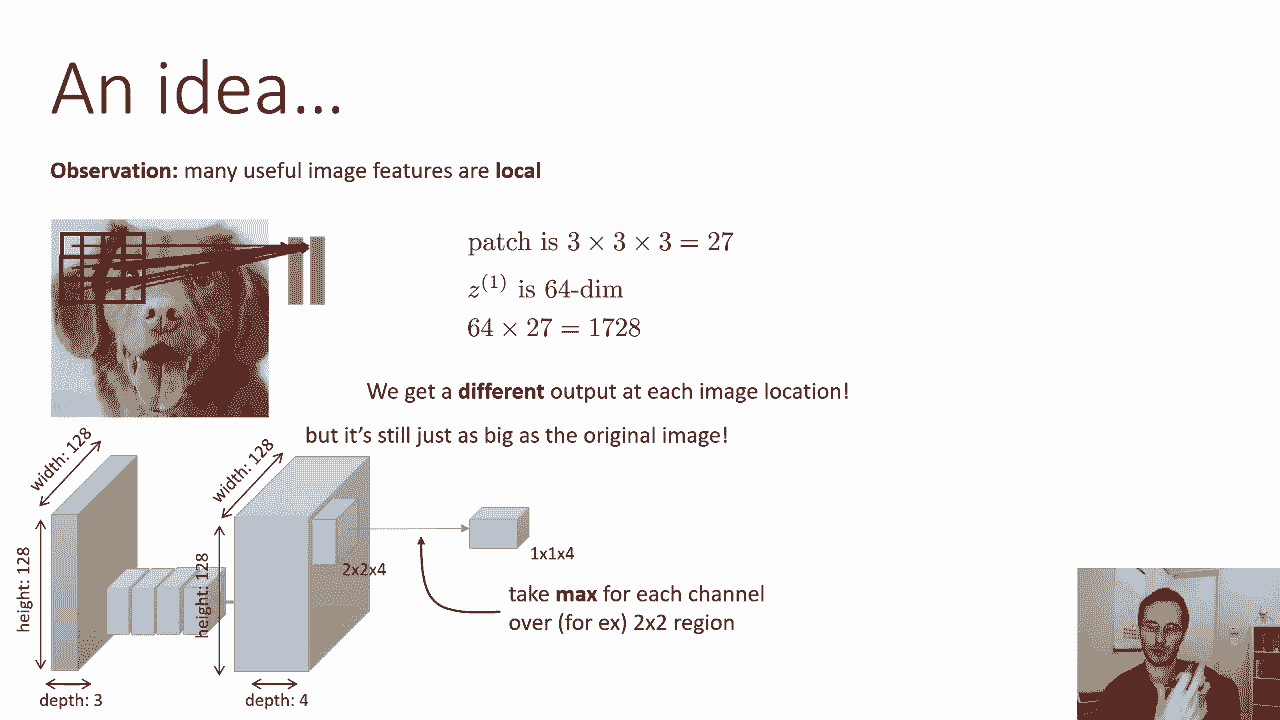 An idea...
Observation: many useful image features are local
patch is 3 × 3 × 3 = 27
z^(1) is 64-dim
64 × 27 = 1728
We get a different output at each image location!
but it's still just as big as the original image!
width: 128
height: 128
depth: 3
width: 128
height: 128
depth: 4
2x2x4
1x1x4
take max for each channel
over (for ex) 2x2 region